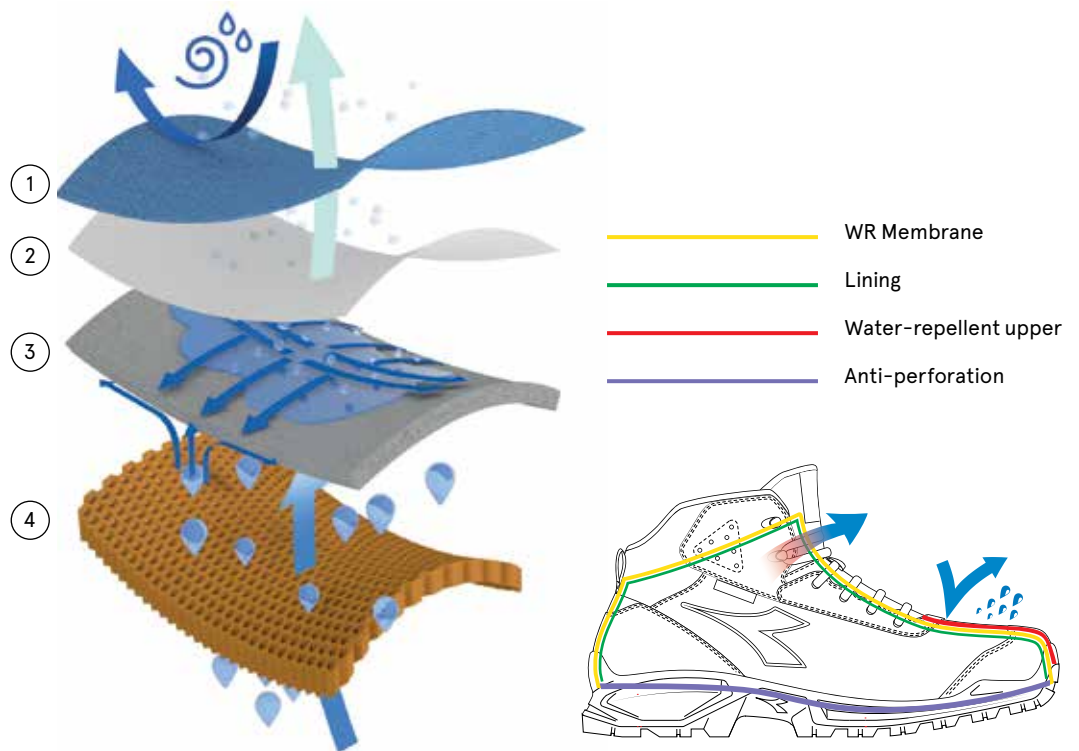 1
2
3
4
WR Membrane
Lining
Water-repellent upper
Anti-perforation